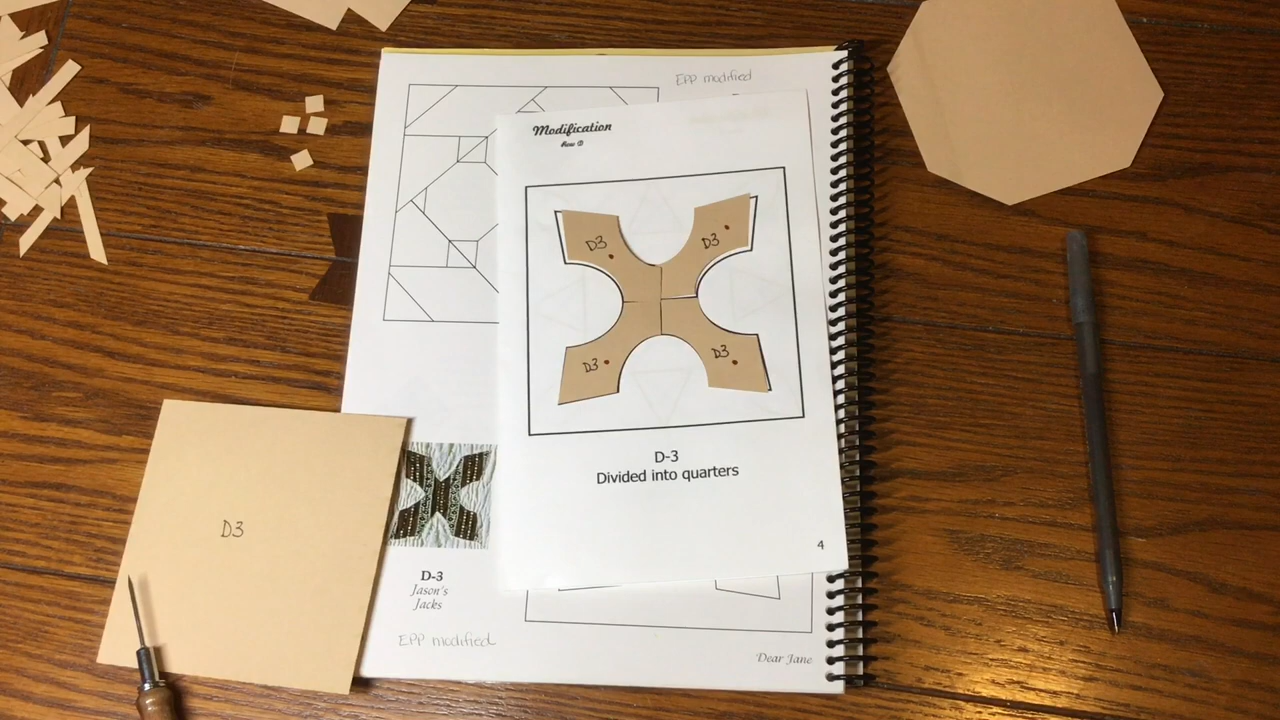 EPP modified
Modification
Row D
D3
D3
D3
D3
D-3
Divided into quarters
4
D3
D-3
Jason's
Jacks
EPP modified
Dear Jane